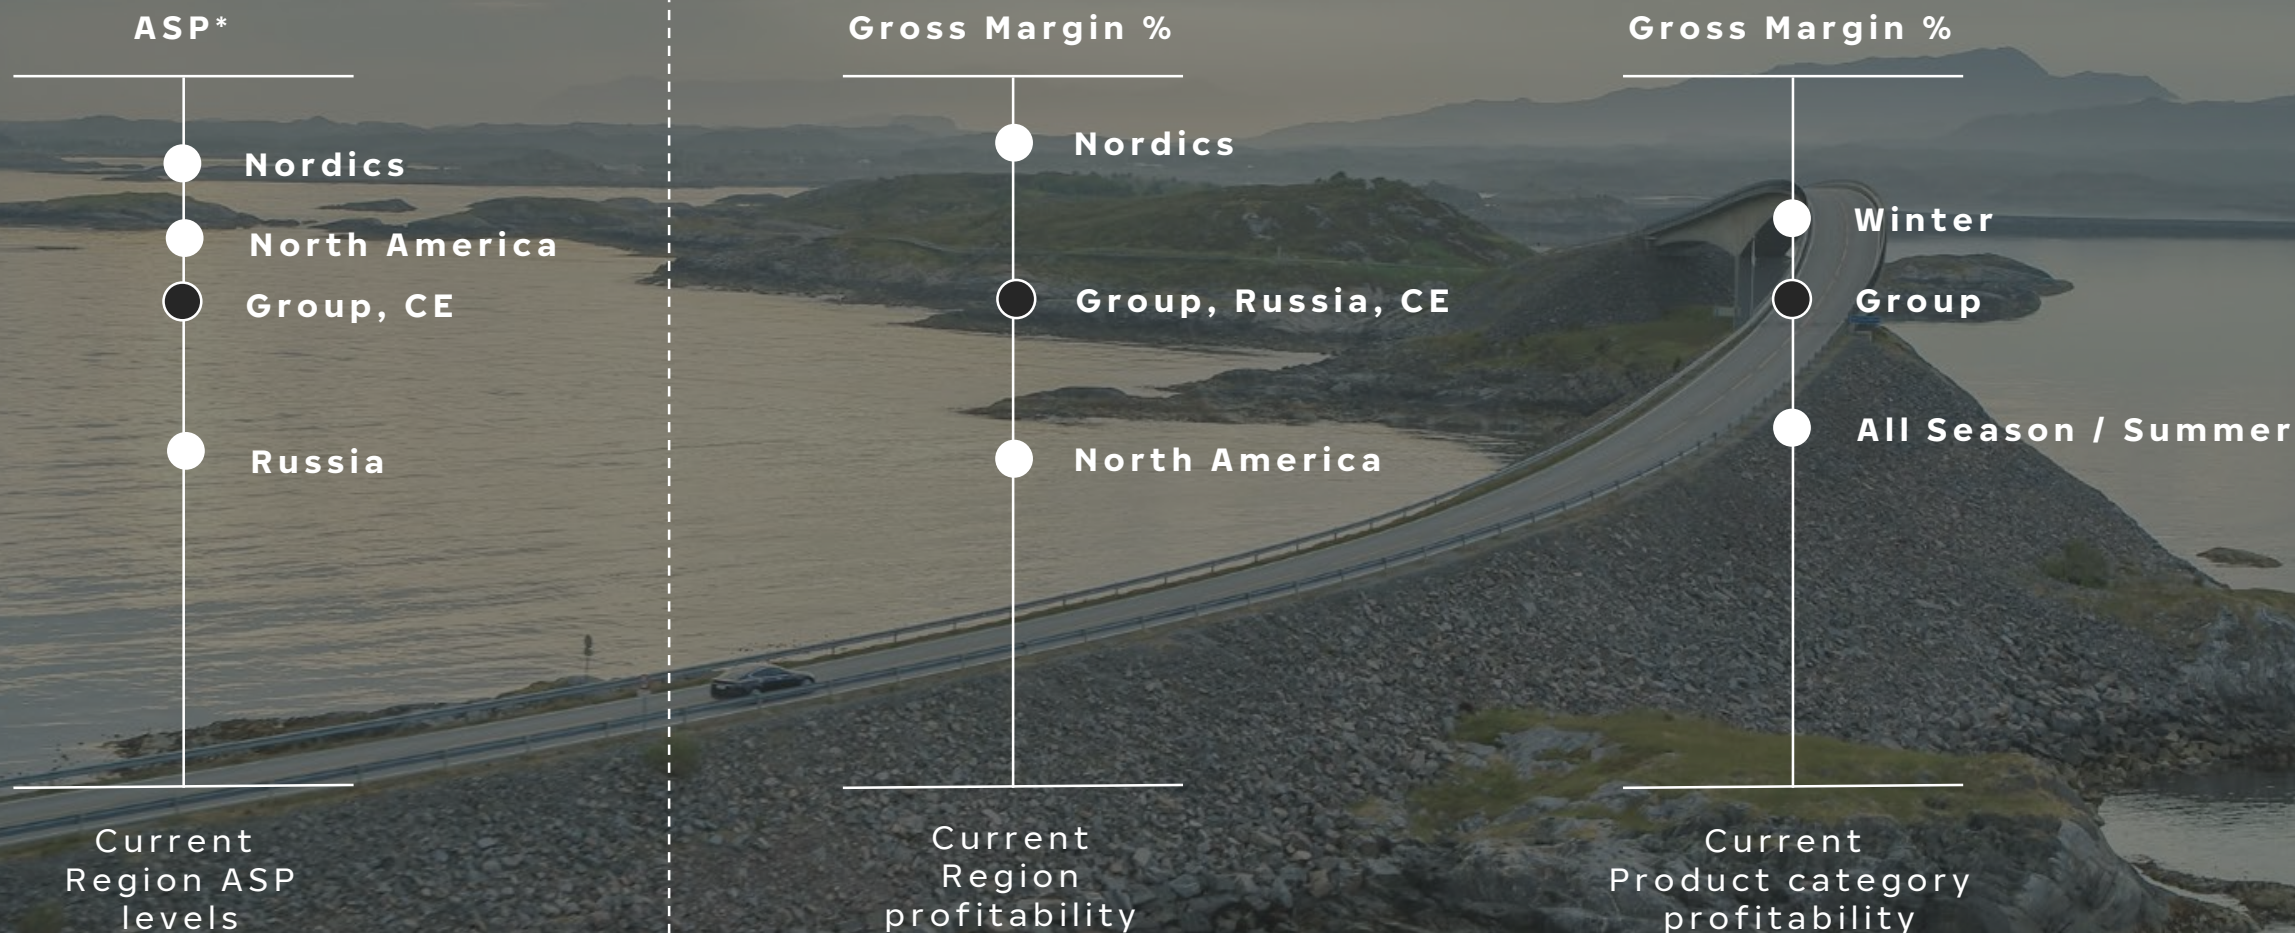 ASP*
Nordics
North America
Group, CE
Russia
Current
Region ASP
levels
Gross Margin %
Nordics
Group, Russia, CE
North America
Current
Region
profitability
Gross Margin %
Winter
Group
All Season / Summer
Current
Product category
profitability